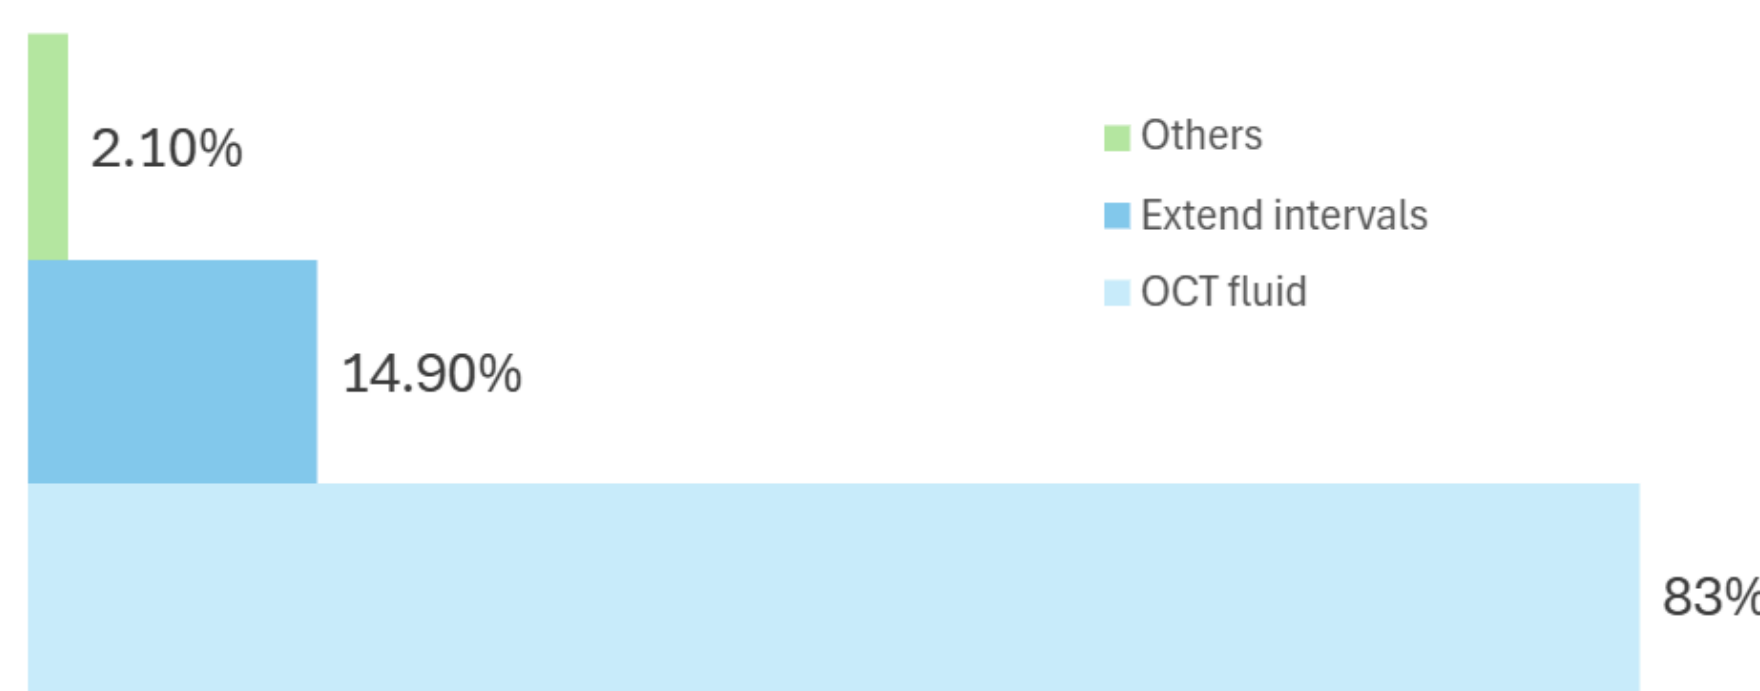 2.10%
Others
Extend intervals
OCT fluid
14.90%
83%